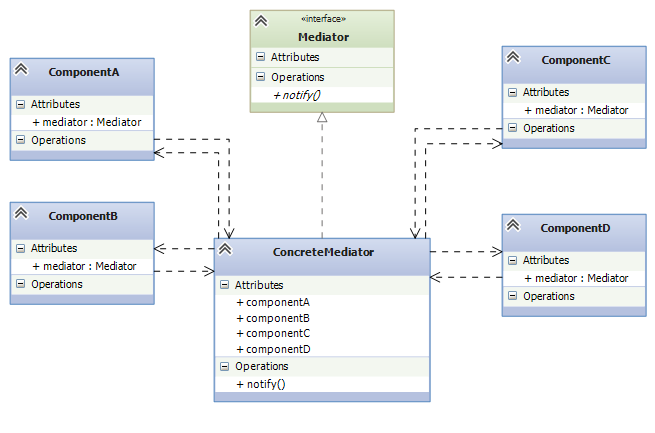 «interface»
Mediator
Attributes
Operations
+ notify()
ComponentA
Attributes
+ mediator : Mediator
Operations
ComponentC
Attributes
+ mediator : Mediator
Operations
ComponentB
Attributes
+ mediator : Mediator
Operations
ConcreteMediator
Attributes
+ componentA
+ componentB
+ componentC
+ componentD
Operations
+ notify()
ComponentD
Attributes
+ mediator : Mediator
Operations